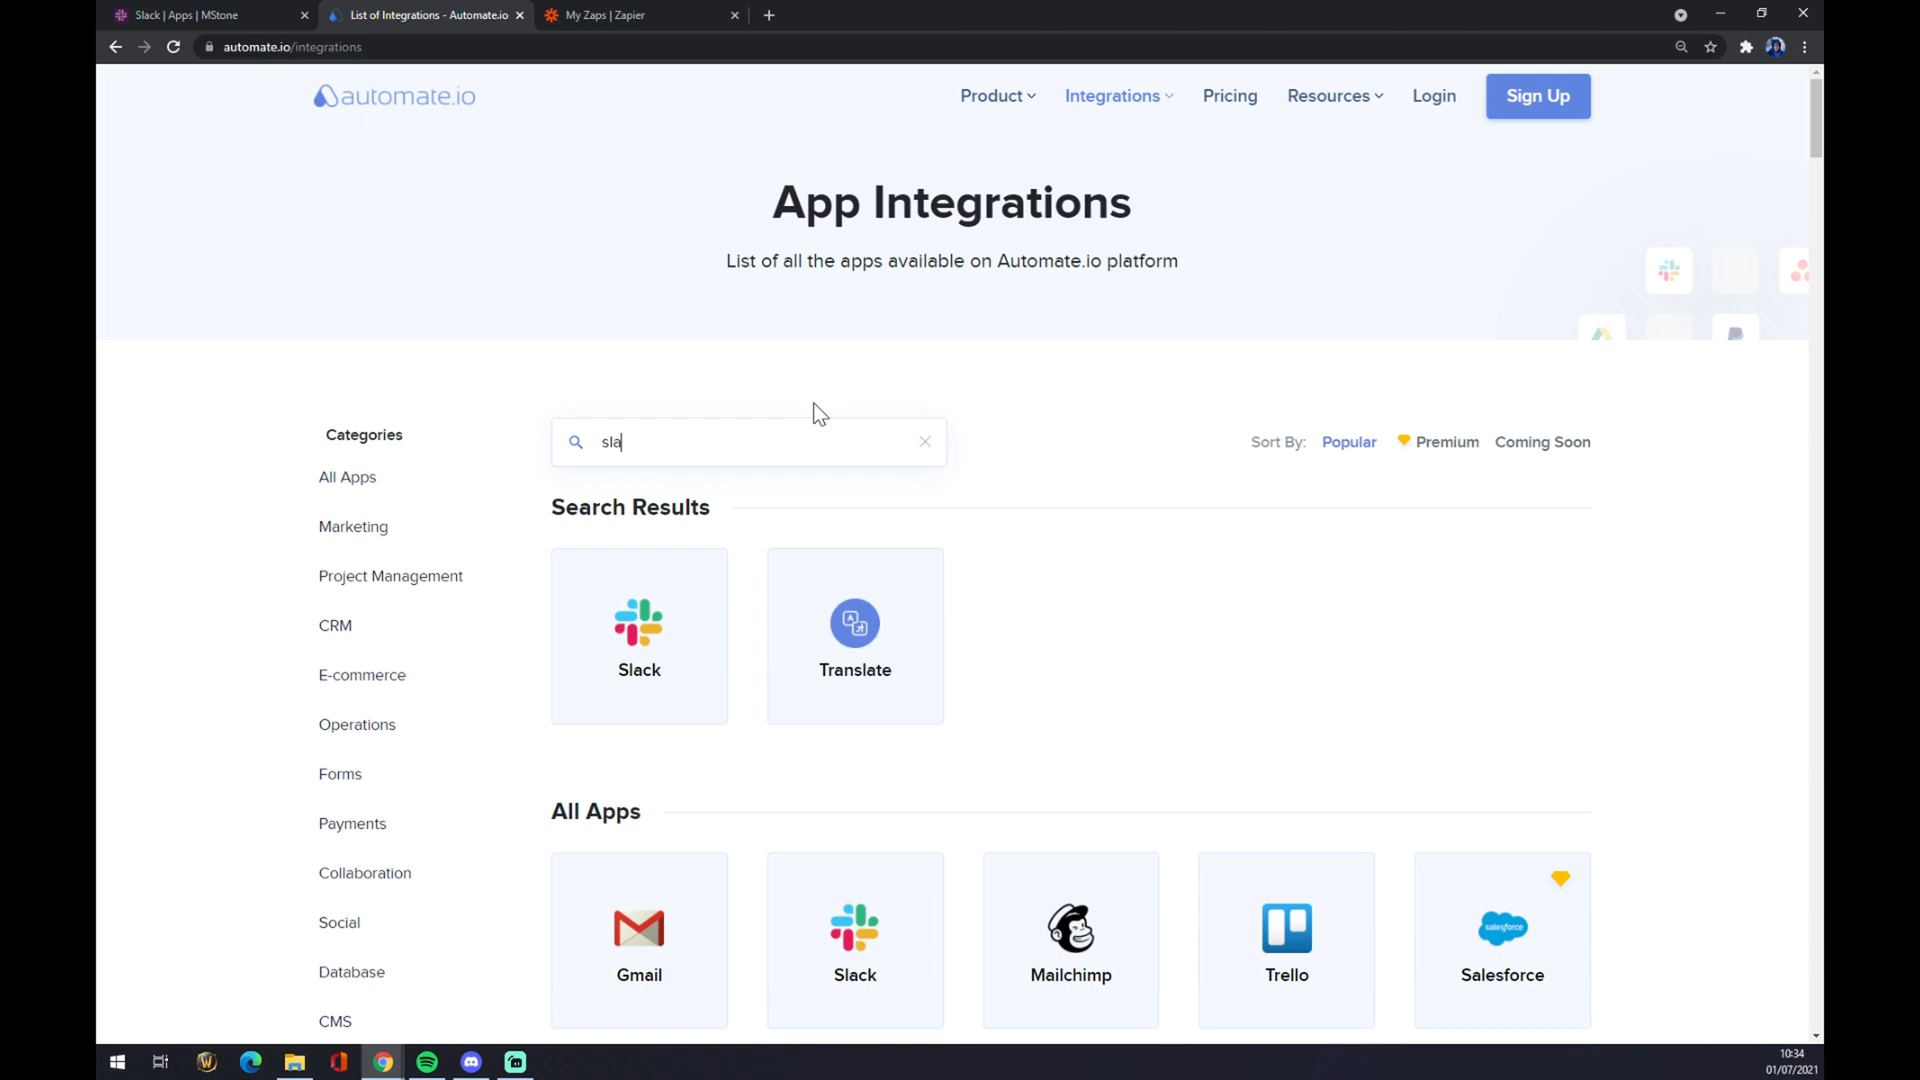 Slack | Apps | MStone
List of Integrations - Automate.io
My Zaps | Zapier
automate.io/integrations
automate.io
Product
Integrations
Pricing
Resources
Login
Sign Up
App Integrations
List of all the apps available on Automate.io platform
Categories
All Apps
Marketing
Project Management
CRM
E-commerce
Operations
Forms
Payments
Collaboration
Social
Database
CMS
sla
Sort By:
Popular
Premium
Coming Soon
Search Results
Slack
Translate
All Apps
Gmail
Slack
Mailchimp
Trello
salesforce
Salesforce
10:34
01/07/2021